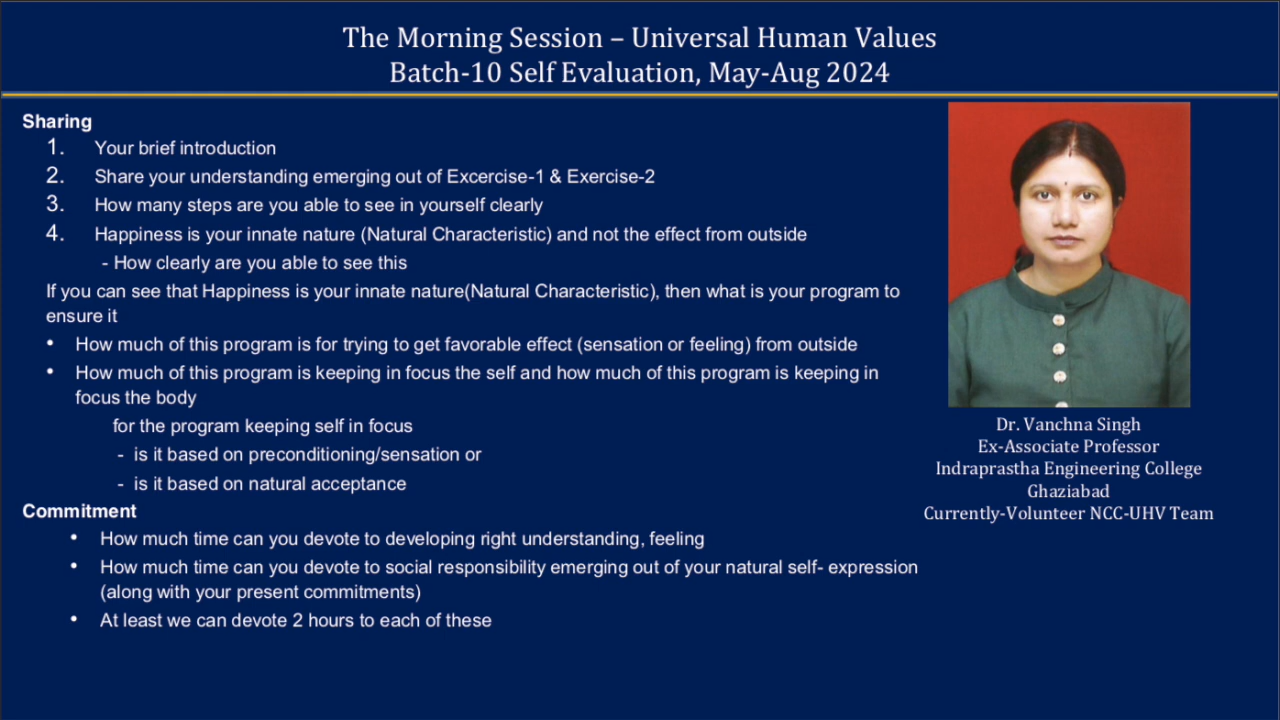 The Morning Session – Universal Human Values
Batch-10 Self Evaluation, May-Aug 2024
Sharing
1. Your brief introduction
2. Share your understanding emerging out of Excercise-1 & Exercise-2
3. How many steps are you able to see in yourself clearly
4. Happiness is your innate nature (Natural Characteristic) and not the effect from outside
- How clearly are you able to see this
If you can see that Happiness is your innate nature(Natural Characteristic), then what is your program to
ensure it
• How much of this program is for trying to get favorable effect (sensation or feeling) from outside
• How much of this program is keeping in focus the self and how much of this program is keeping in
focus the body
for the program keeping self in focus
- is it based on preconditioning/sensation or
- is it based on natural acceptance
Commitment
• How much time can you devote to developing right understanding, feeling
• How much time can you devote to social responsibility emerging out of your natural self- expression
(along with your present commitments)
• At least we can devote 2 hours to each of these
Dr. Vanchna Singh
Ex-Associate Professor
Indraprastha Engineering College
Ghaziabad
Currently-Volunteer NCC-UHV Team